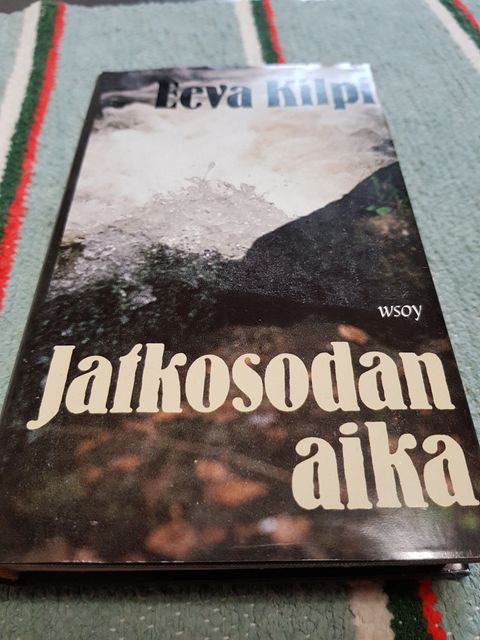 Eeva Kilpi
wsoy
Jatkosodan
aika